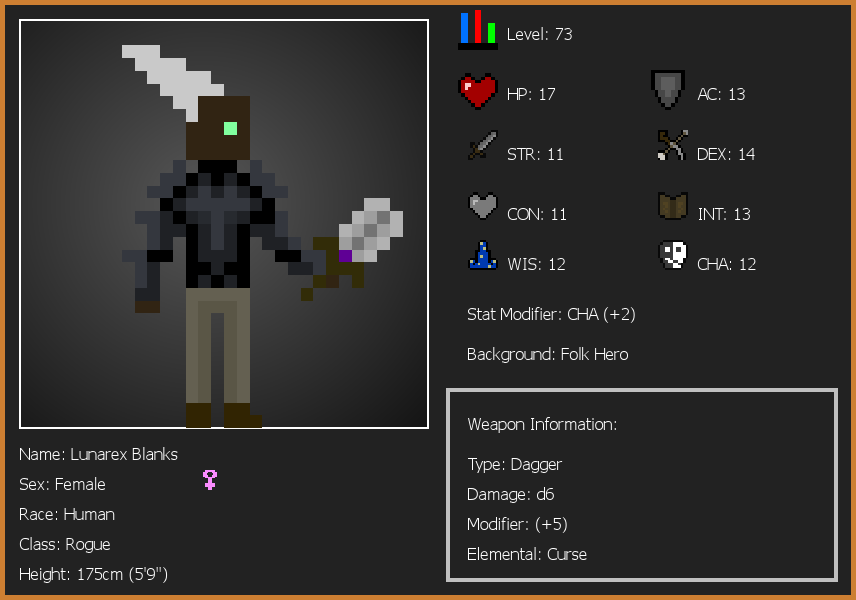 Level: 73
HP: 17
AC: 13
STR: 11
DEX: 14
CON: 11
INT: 13
WIS: 12
CHA: 12
Stat Modifier: CHA (+2)
Background: Folk Hero
Weapon Information:
Type: Dagger
Damage: d6
Modifier: (+5)
Elemental: Curse
Name: Lunarex Blanks
Sex: Female
Race: Human
Class: Rogue
Height: 175cm (5'9")